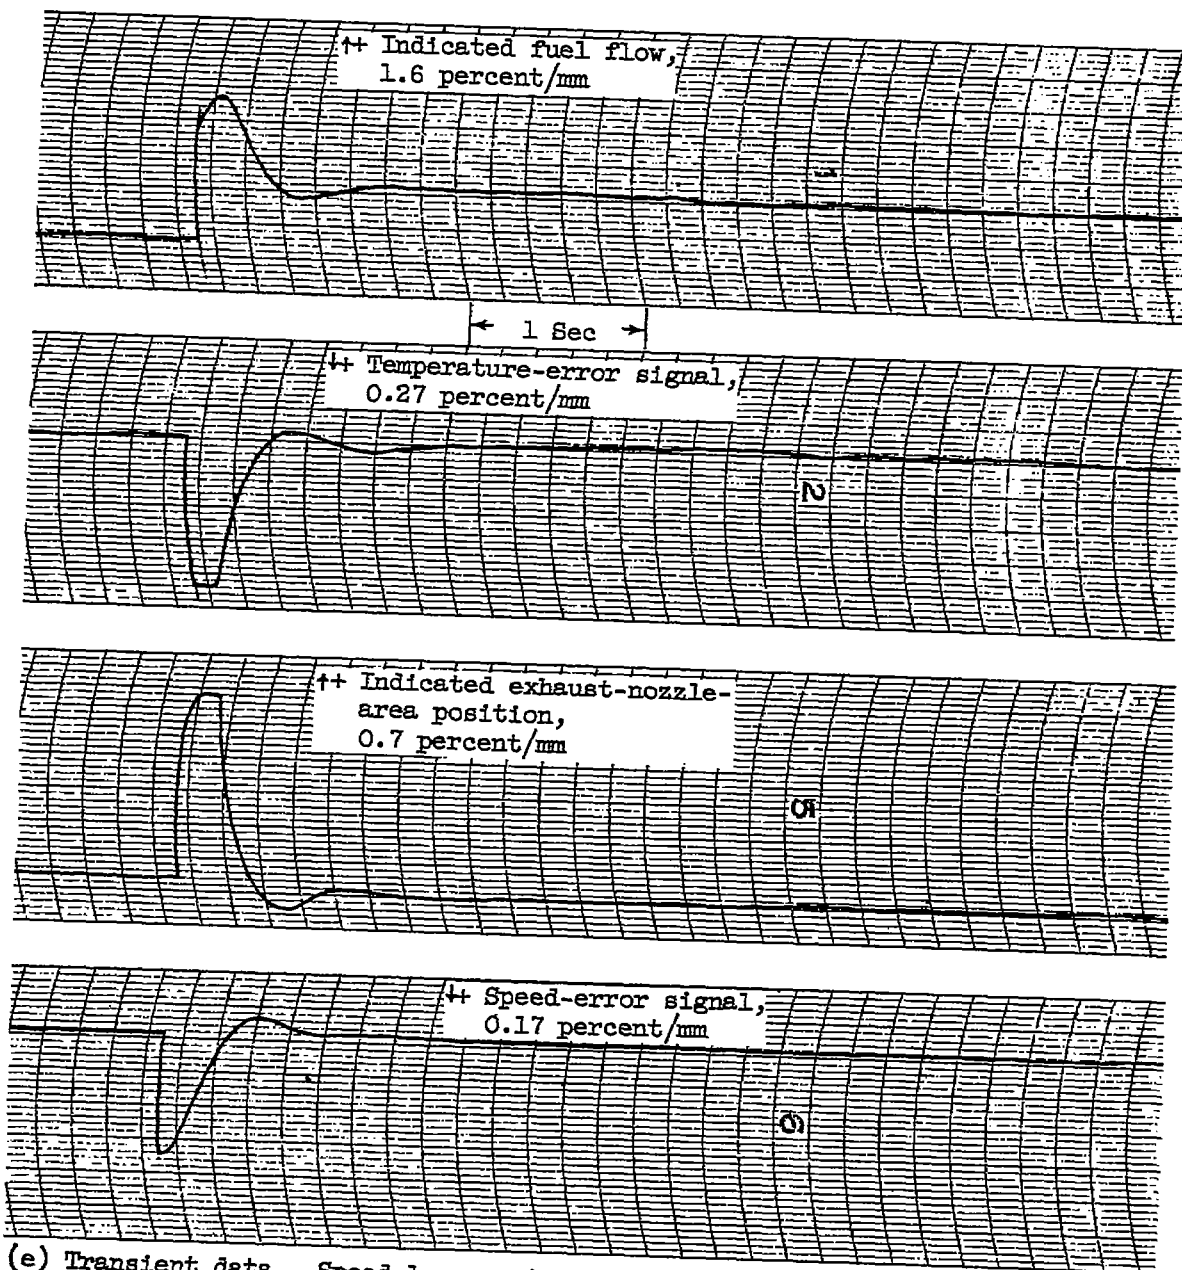 ↑+ Indicated fuel flow,
1.6 percent/mm
1 Sec
↓+ Temperature-error signal,
0.27 percent/mm
2
↑+ Indicated exhaust-nozzle-
area position,
0.7 percent/mm
5
↓+ Speed-error signal,
0.17 percent/mm
6
(e) Transient data. Speed